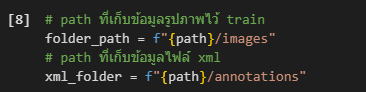 [8] # path ที่เก็บข้อมูลรูปภาพไว้ train
folder_path = f"{path}/images"
# path ที่เก็บข้อมูลไฟล์ xml
xml_folder = f"{path}/annotations"